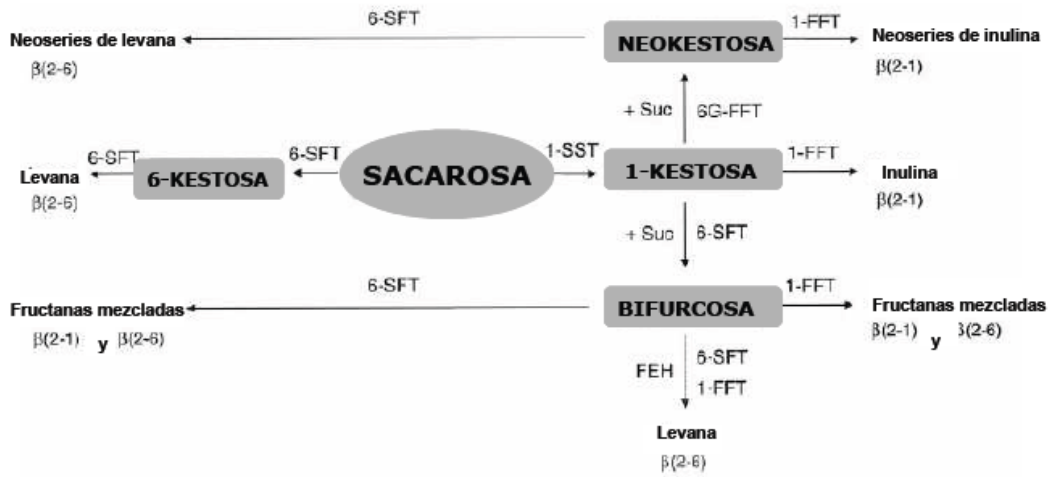 6-SFT
1-FFT
Neoseries de levana
NEOKESTOSA
Neoseries de inulina
β(2-6)
β(2-1)
+ Suc
6G-FFT
6-SFT
6-SFT
1-SST
1-FFT
Levana
6-KESTOSA
SACAROSA
1-KESTOSA
Inulina
β(2-6)
β(2-1)
+ Suc
6-SFT
6-SFT
1-FFT
Fructanas mezcladas
BIFURCOSA
Fructanas mezcladas
β(2-1) y β(2-6)
β(2-1) y β(2-6)
FEH
6-SFT
1-FFT
Levana
β(2-6)